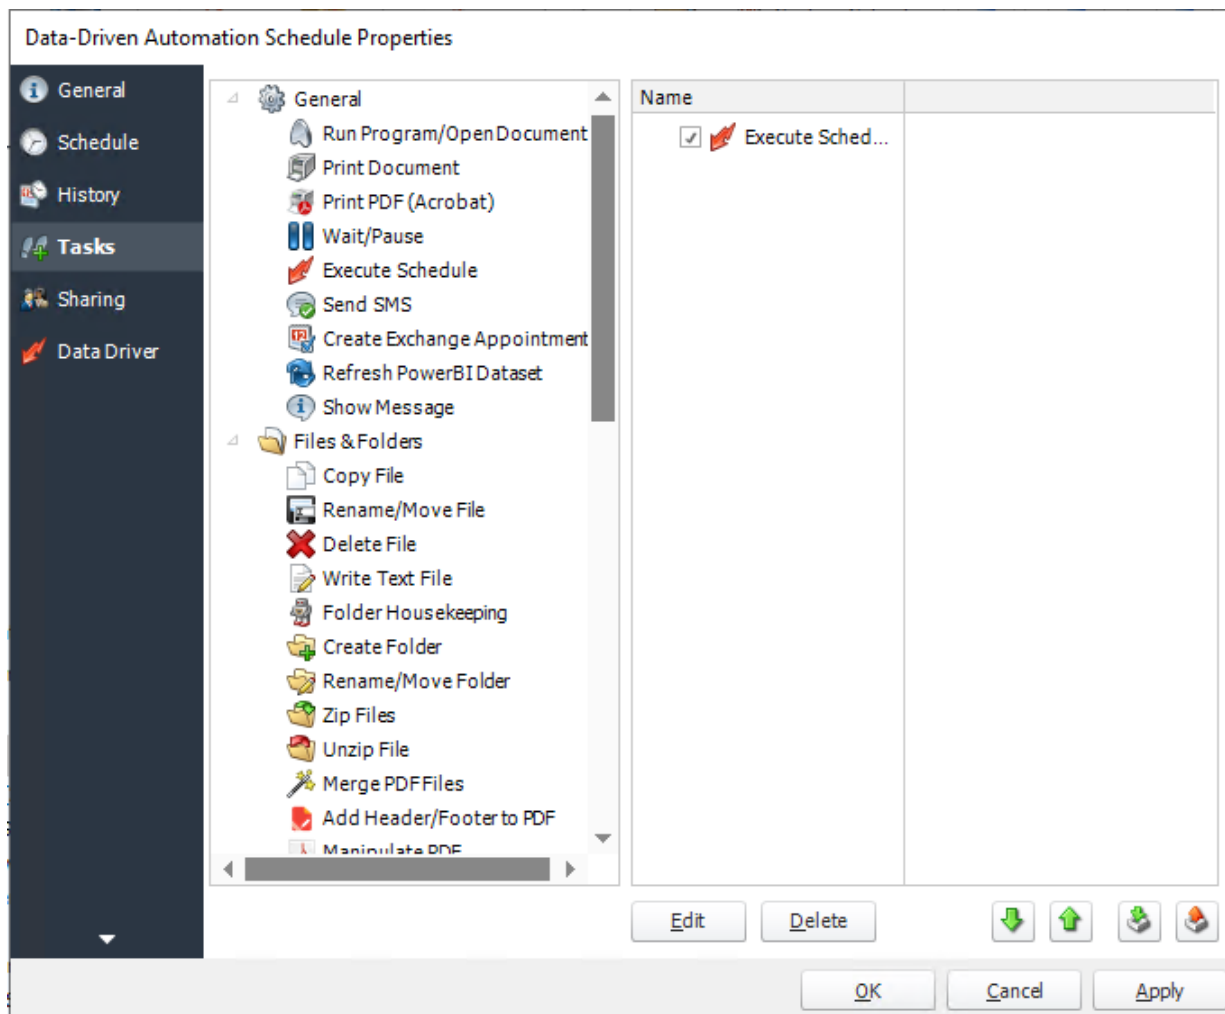 Data-Driven Automation Schedule Properties
General
Schedule
History
Tasks
Sharing
Data Driver
General
Run Program/Open Document
Print Document
Print PDF (Acrobat)
Wait/Pause
Execute Schedule
Send SMS
Create Exchange Appointment
Refresh PowerBI Dataset
Show Message
Files & Folders
Copy File
Rename/Move File
Delete File
Write Text File
Folder Housekeeping
Create Folder
Rename/Move Folder
Zip Files
Unzip File
Merge PDF Files
Add Header/Footer to PDF
Manipulate PDF
Name
Execute Sched...
Edit
Delete
OK
Cancel
Apply